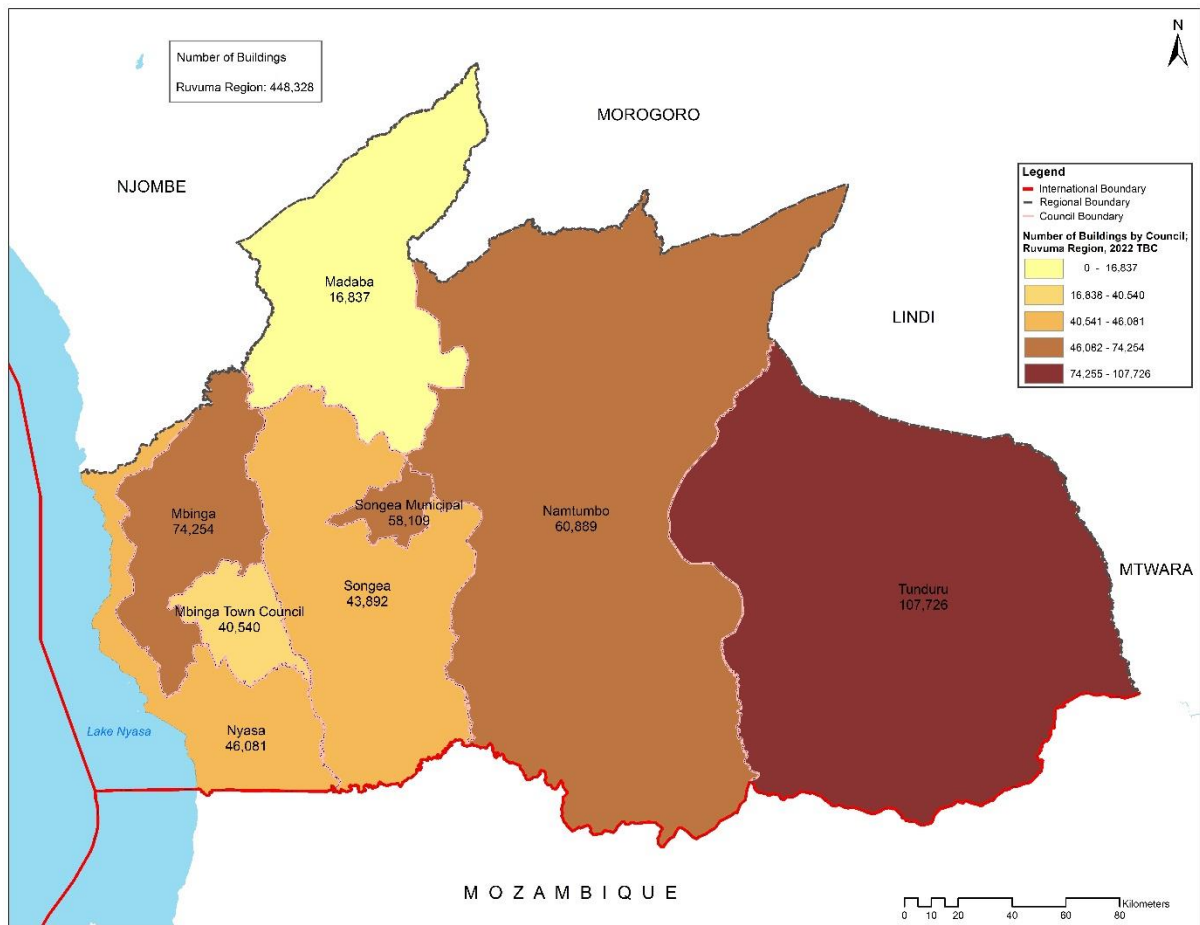 Number of Buildings
Ruvuma Region: 448,328
N
MOROGORO
NJOMBE
Legend
International Boundary
Regional Boundary
Council Boundary
Number of Buildings by Council;
Ruvuma Region, 2022 TBC
0 - 16,837
16,838 - 40,540
40,541 - 46,081
46,082 - 74,254
74,255 - 107,726
Madaba
16,837
LINDI
Mbinga
74,254
Songea Municipal
58,109
Namtumbo
60,889
MTWARA
Songea
43,892
Tunduru
107,726
Mbinga Town Council
40,540
Lake Nyasa
Nyasa
46,081
MOZAMBIQUE
Kilometers
0 10 20 40 60 80